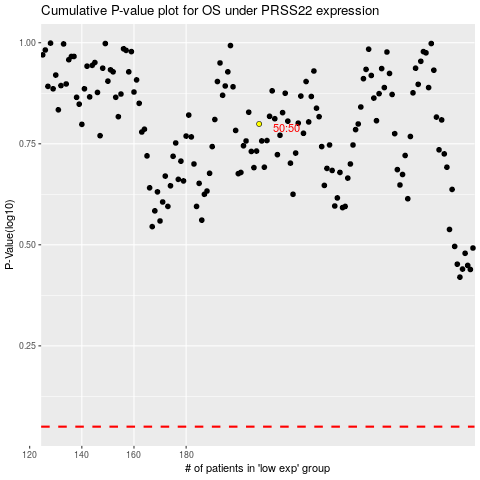 Cumulative P-value plot for OS under PRSS22 expression
P-Value(log10)
1.00
0.75
0.50
0.25
50:50
120 140 160 180
# of patients in 'low exp' group